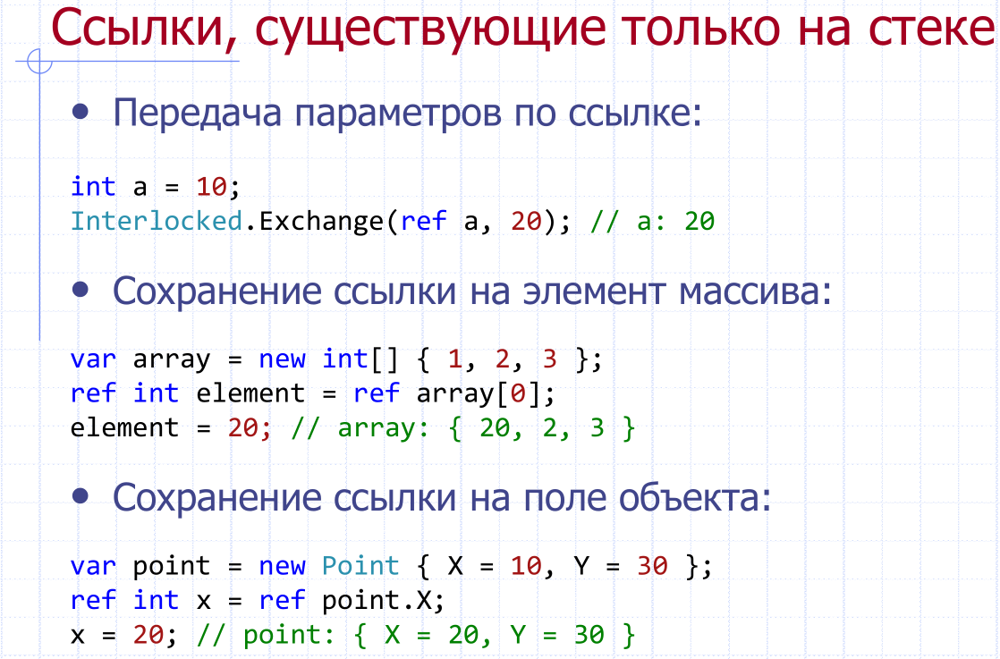 Ссылки, существующие только на стеке
• Передача параметров по ссылке:
int a = 10;
Interlocked.Exchange(ref a, 20); // a: 20
• Сохранение ссылки на элемент массива:
var array = new int[] { 1, 2, 3 };
ref int element = ref array[0];
element = 20; // array: { 20, 2, 3 }
• Сохранение ссылки на поле объекта:
var point = new Point { X = 10, Y = 30 };
ref int x = ref point.X;
x = 20; // point: { X = 20, Y = 30 }